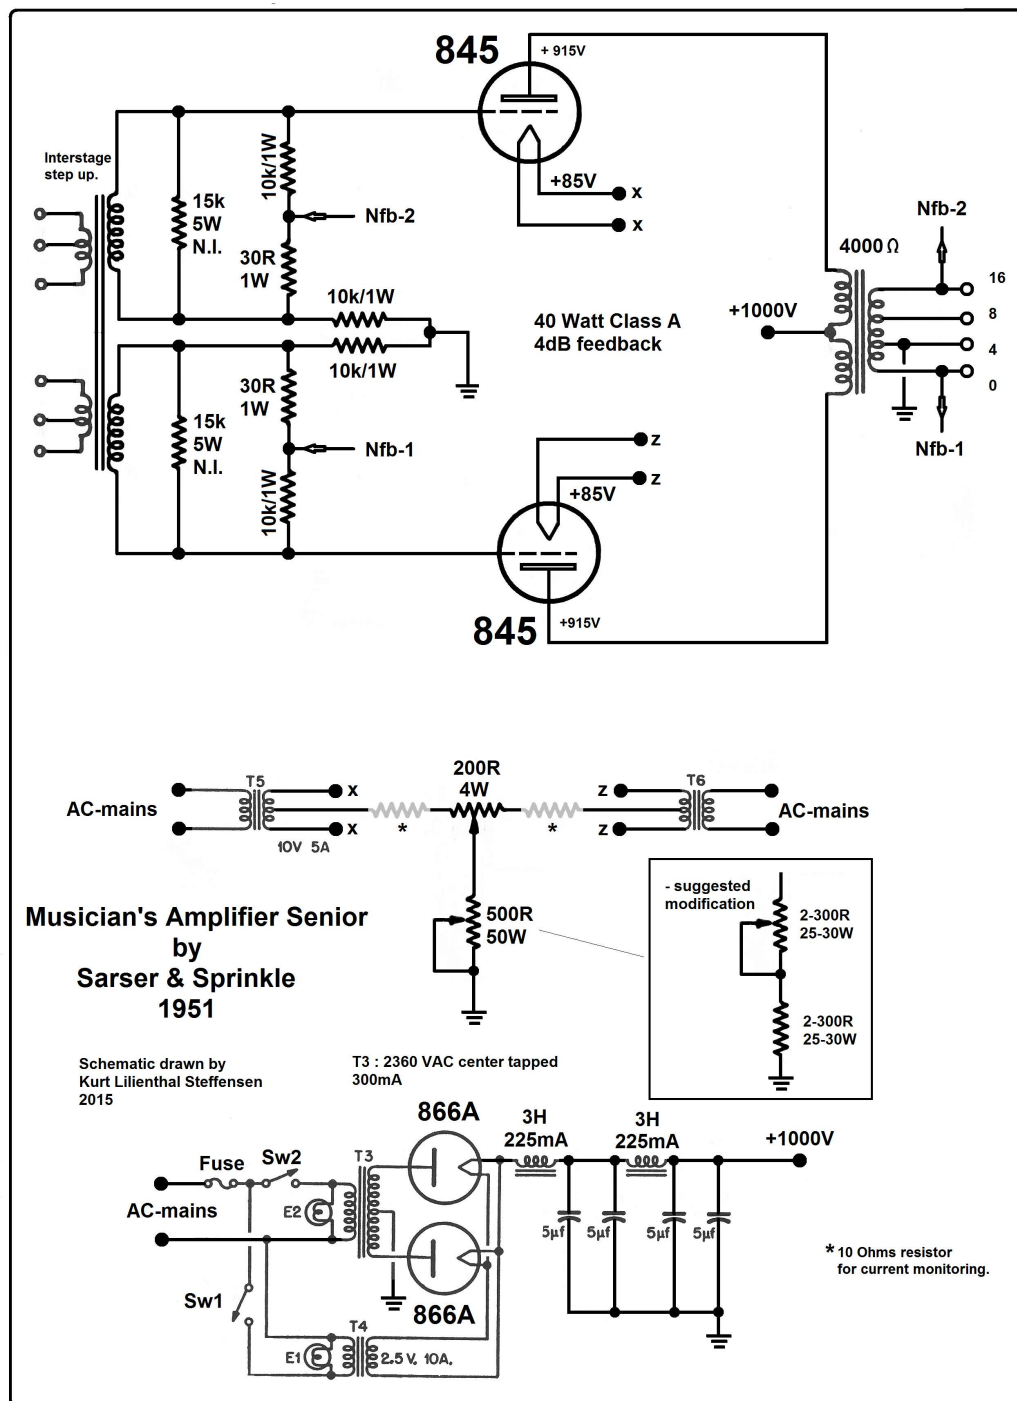 845
+ 915V
Interstage
step up.
10k/1W
15k
5W
N.I.
+85V
x
x
Nfb-2
Nfb-2
30R
1W
4000Ω
10k/1W
16
+1000V
8
40 Watt Class A
4dB feedback
4
10k/1W
0
30R
1W
15k
5W
N.I.
Nfb-1
Nfb-1
10k/1W
z
z
+85V
845
+915V
200R
4W
T5
x
AC-mains
x
10V 5A
*
*
T6
z
AC-mains
z
- suggested
modification
500R
50W
2-300R
25-30W
2-300R
25-30W
Musician's Amplifier Senior
by
Sarser & Sprinkle
1951
Schematic drawn by
Kurt Lilienthal Steffensen
2015
T3 : 2360 VAC center tapped
300mA
866A
3H
225mA
3H
225mA
+1000V
Fuse
Sw2
T3
E2
AC-mains
5µf
5µf
5µf
5µf
* 10 Ohms resistor
for current monitoring.
Sw1
866A
T4
E1
2.5V. 10A.